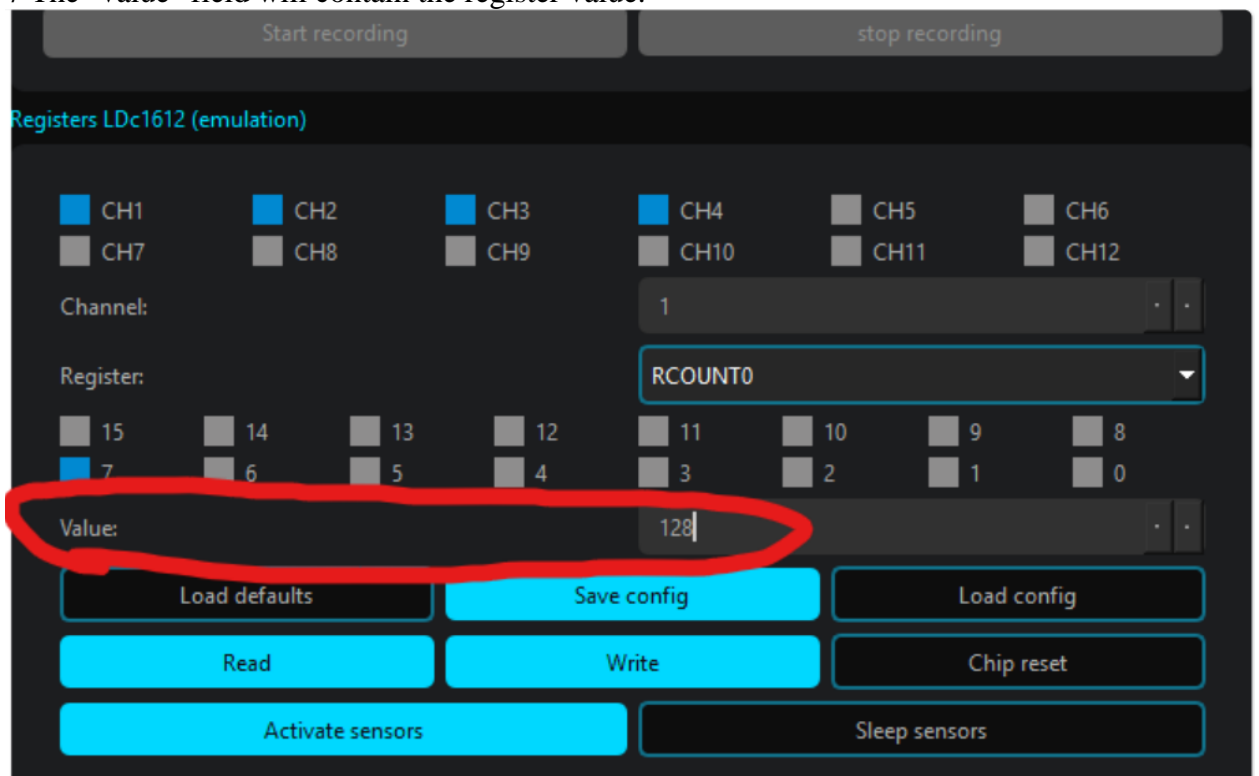 7 The "Value" field will contain the register value.
Start recording stop recording
Registers LDc1612 (emulation)
CH1 CH2 CH3 CH4 CH5 CH6
CH7 CH8 CH9 CH10 CH11 CH12
Channel: 1
Register: RCOUNT0
15 14 13 12 11 10 9 8
7 6 5 4 3 2 1 0
Value: 128
Load defaults Save config Load config
Read Write Chip reset
Activate sensors Sleep sensors